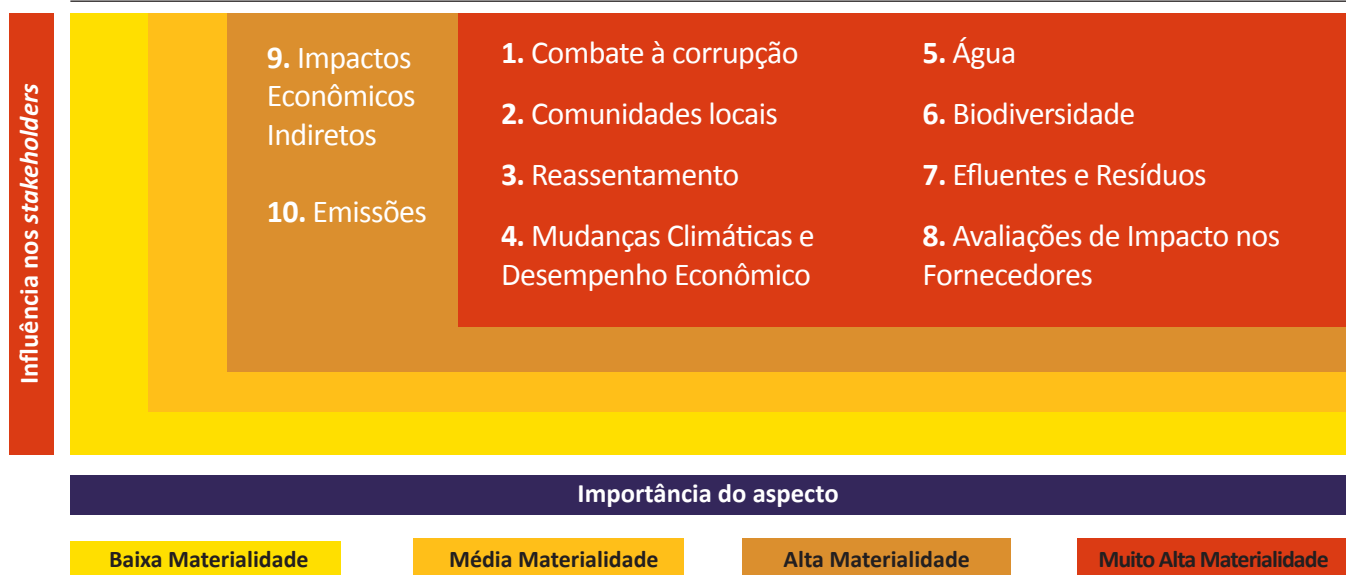 Influência nos stakeholders
9. Impactos
Econômicos
Indiretos
10. Emissões
1. Combate à corrupção
2. Comunidades locais
3. Reassentamento
4. Mudanças Climáticas e
Desempenho Econômico
5. Água
6. Biodiversidade
7. Efluentes e Resíduos
8. Avaliações de Impacto nos
Fornecedores
Importância do aspecto
Baixa Materialidade
Média Materialidade
Alta Materialidade
Muito Alta Materialidade